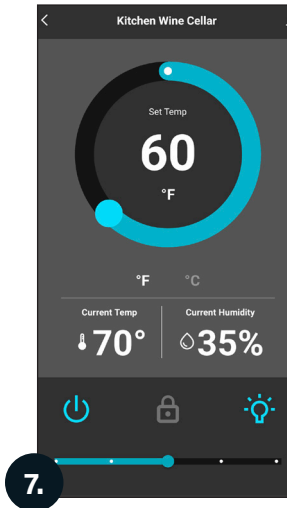 Kitchen Wine Cellar
Set Temp
60
°F
°F °C
Current Temp Current Humidity
70° 35%
7.